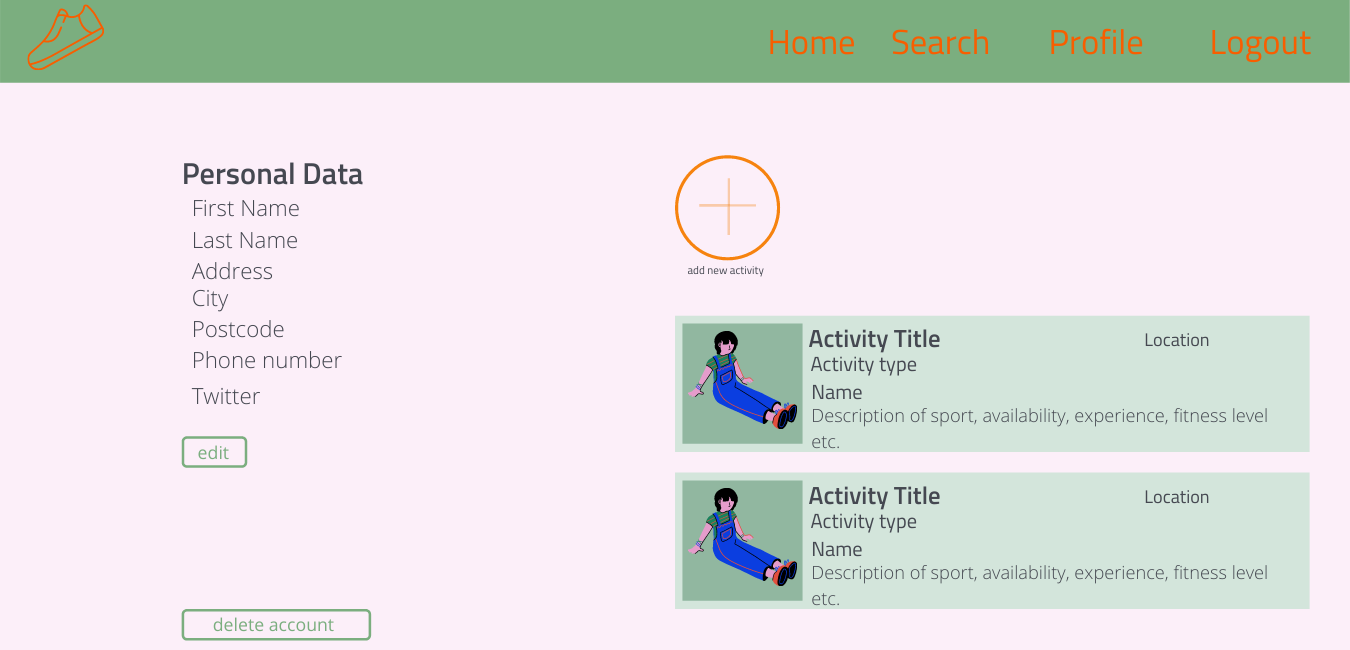 Home Search Profile Logout
Personal Data
First Name
Last Name
Address
City
Postcode
Phone number
Twitter
edit
delete account
add new activity
Activity Title Location
Activity type
Name
Description of sport, availability, experience, fitness level
etc.
Activity Title Location
Activity type
Name
Description of sport, availability, experience, fitness level
etc.